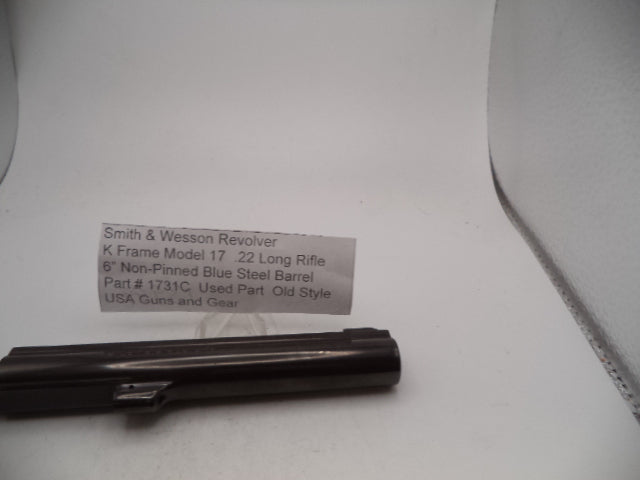 Smith & Wesson Revolver
K Frame Model 17 .22 Long Rifle
6" Non-Pinned Blue Steel Barrel
Part # 1731C Used Part Old Style
USA Guns and Gear